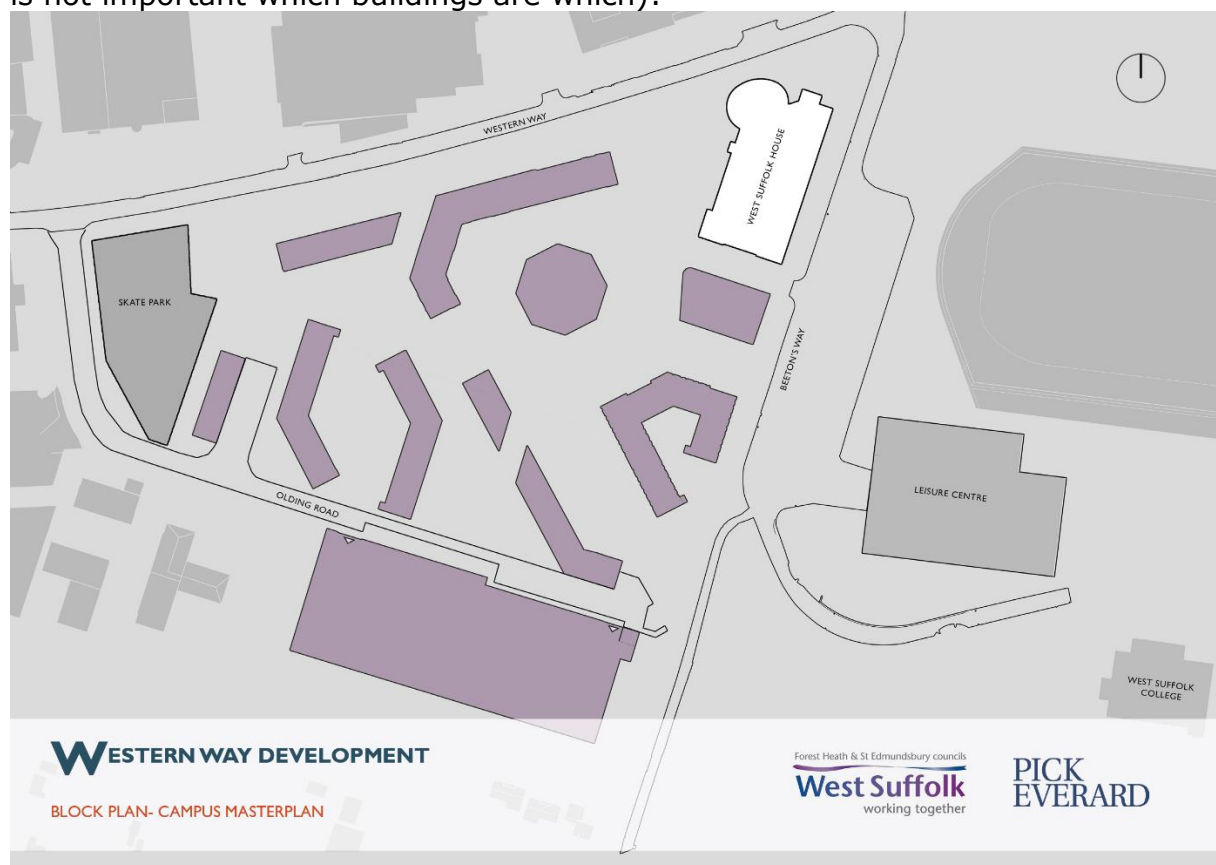 is not important which buildings are which):
WESTERN WAY
WEST SUFFOLK HOUSE
SKATE PARK
BEETON'S WAY
LEISURE CENTRE
OLDING ROAD
WEST SUFFOLK
COLLEGE
WESTERN WAY DEVELOPMENT
BLOCK PLAN- CAMPUS MASTERPLAN
Forest Heath & St Edmundsbury councils
West Suffolk
working together
PICK
EVERARD